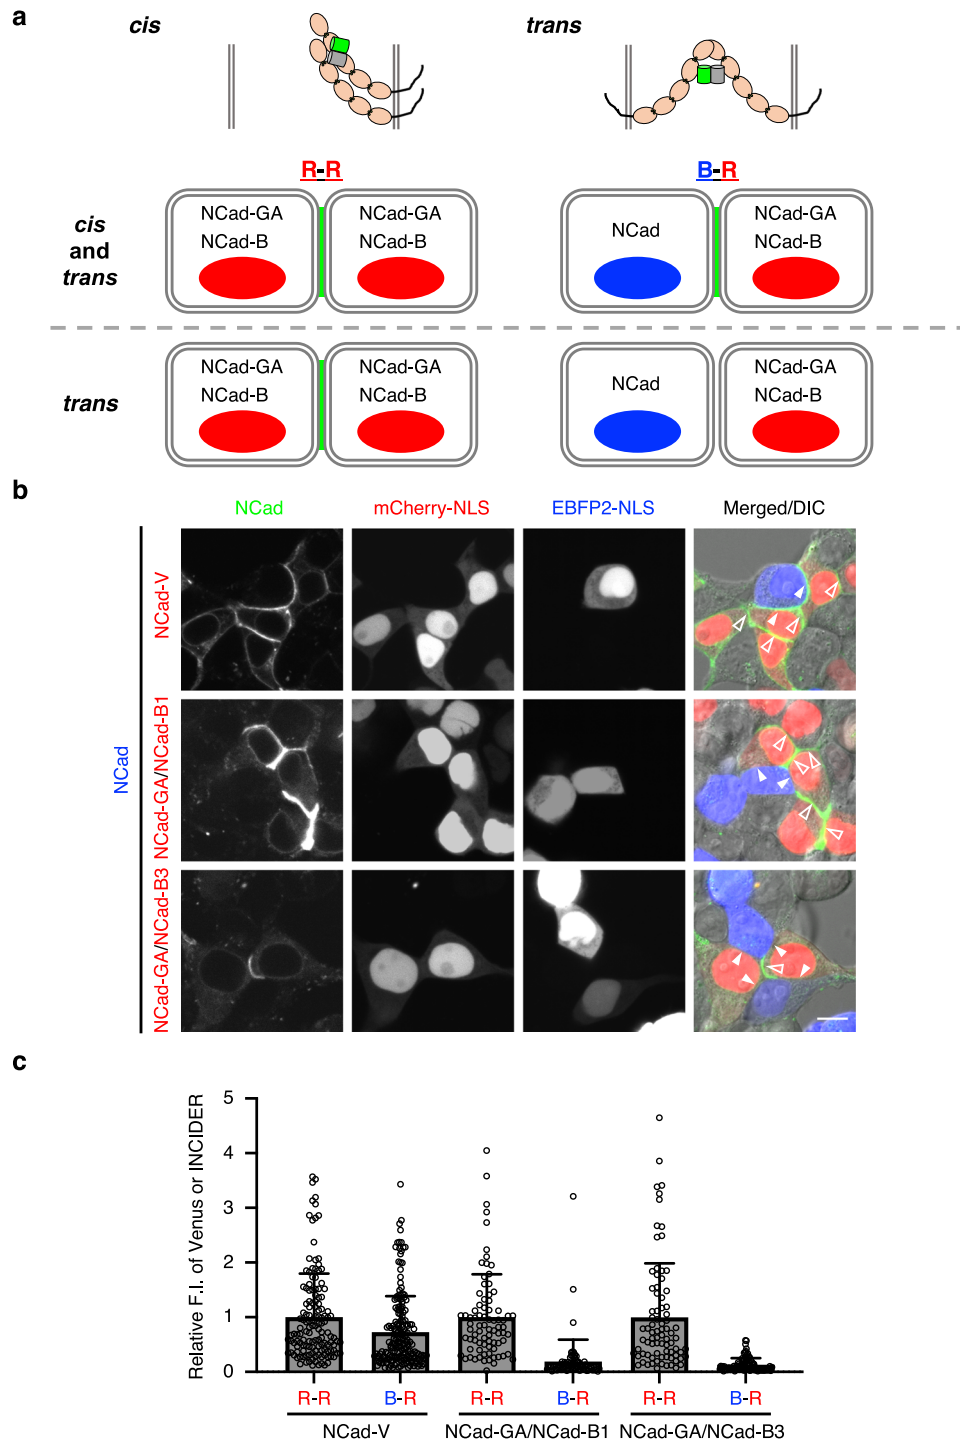 a
cis
trans
R-R
B-R
cis
and
trans
NCad-GA
NCad-B
NCad-GA
NCad-B
NCad
NCad-GA
NCad-B
trans
NCad-GA
NCad-B
NCad-GA
NCad-B
NCad
NCad-GA
NCad-B
b
NCad
mCherry-NLS
EBFP2-NLS
Merged/DIC
NCad
NCad-V
NCad-GA/NCad-B1
NCad-GA/NCad-B3
c
Relative F.I. of Venus or INCIDER
5
4
3
2
1
0
R-R
B-R
R-R
B-R
R-R
B-R
NCad-V
NCad-GA/NCad-B1
NCad-GA/NCad-B3